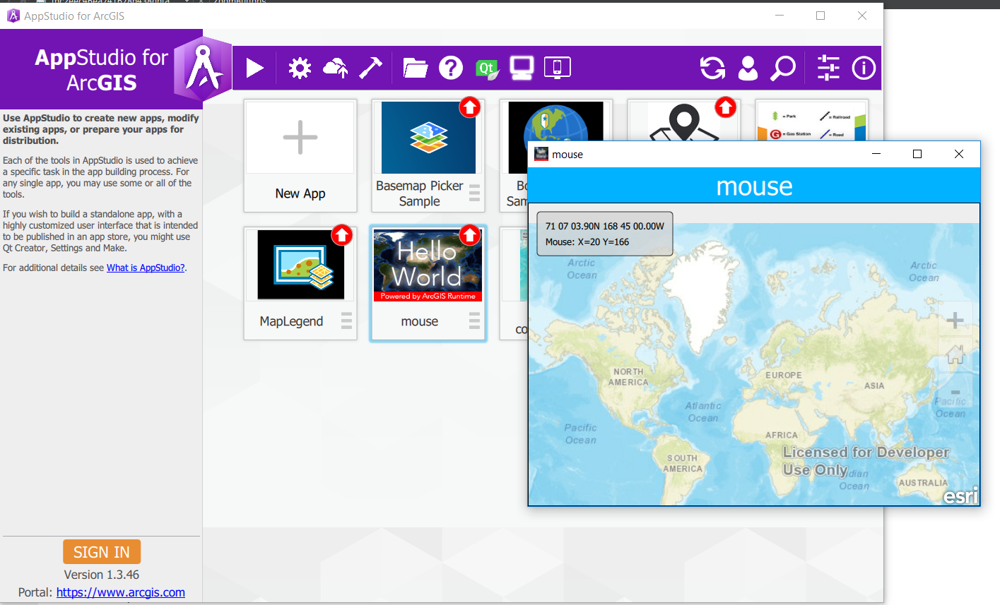 AppStudio for ArcGIS
AppStudio for
ArcGIS
Qt
Use AppStudio to create new apps, modify
existing apps, or prepare your apps for
distribution.
Each of the tools in AppStudio is used to achieve
a specific task in the app building process. For
any single app, you may use some or all of the
tools.
If you wish to build a standalone app, with a
highly customized user interface that is intended
to be published in an app store, you might use
Qt Creator, Settings and Make.
For additional details see What is AppStudio?.
SIGN IN
Version 1.3.46
Portal: https://www.arcgis.com
New App
Basemap Picker
Sample
= Park
= Railroad
G = Gas Station
= Road
MapLegend
Hello
World
Powered by ArcGIS Runtime
mouse
mouse
mouse
71 07 03.90N 168 45 00.00W
Mouse: X=20 Y=166
Arctic
Ocean
Arctic
Ocean
NORTH
AMERICA
EUROPE
ASIA
Atlantic
Ocean
Pacific
Ocean
Pacific
Ocean
AFRICA
SOUTH
AMERICA
Licensed for Developer
Use Only
Ocean
AUSTRALIA
esri